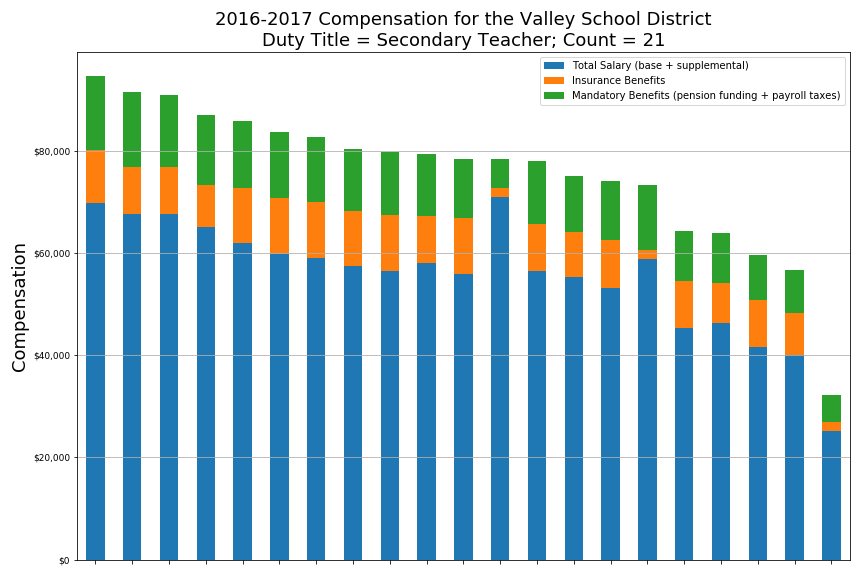 2016-2017 Compensation for the Valley School District
Duty Title = Secondary Teacher; Count = 21
Total Salary (base + supplemental)
Insurance Benefits
Mandatory Benefits (pension funding + payroll taxes)
$80,000
$60,000
$40,000
$20,000
$0
Compensation